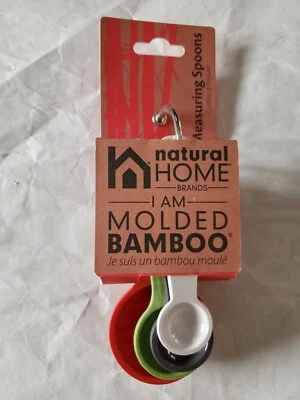 Measuring Spoons
natural
HOME
BRANDS
I AM
MOLDED
BAMBOO®
Je suis un bambou moulé